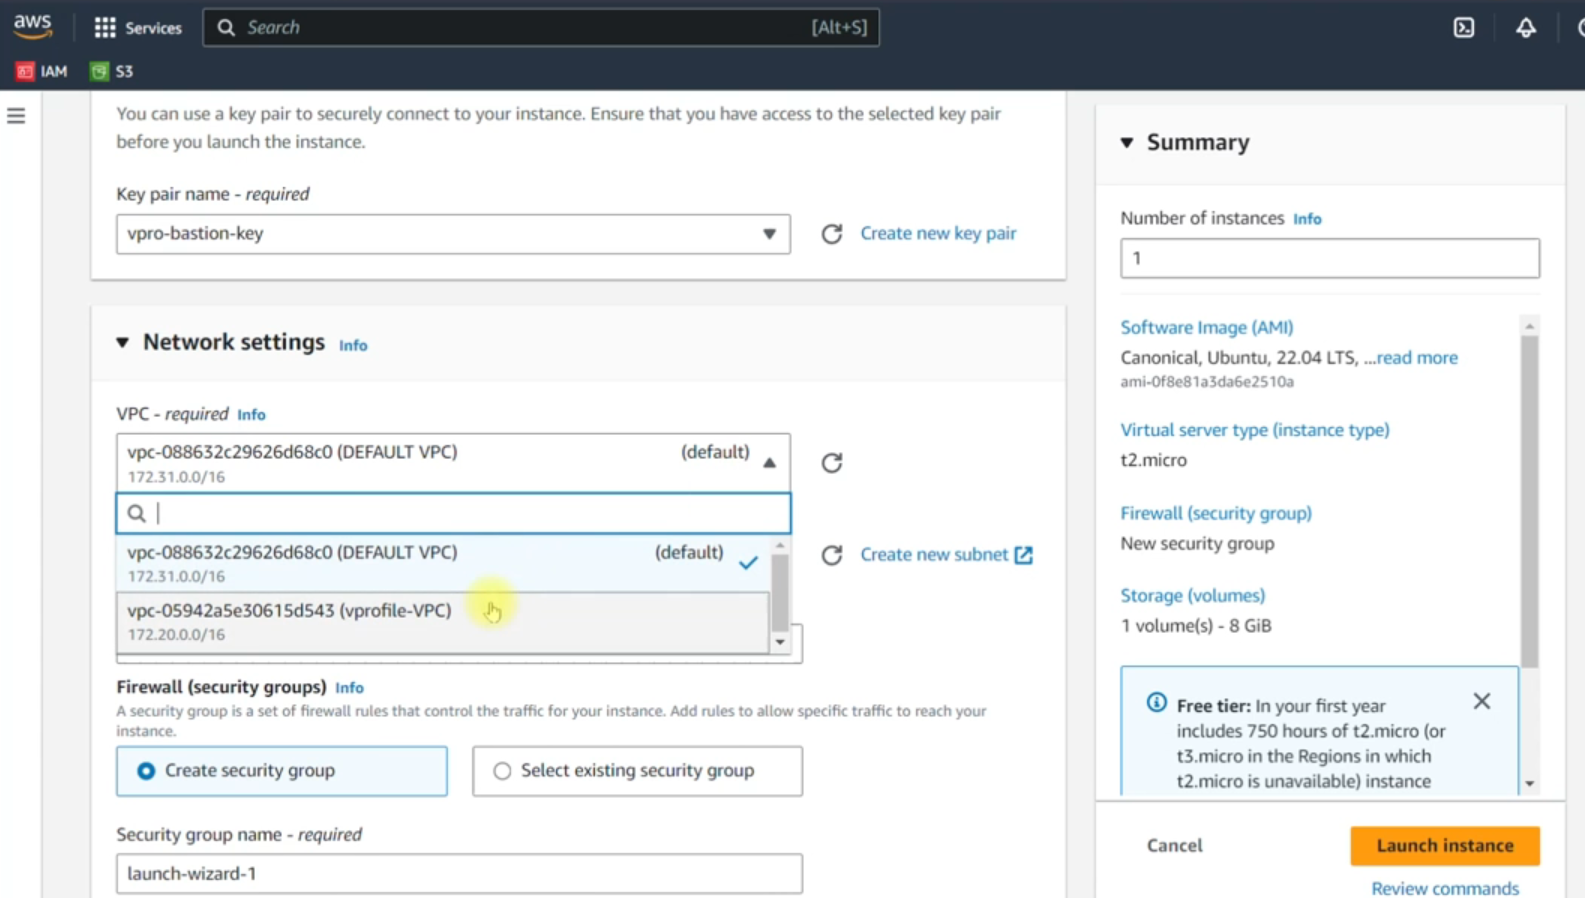 aws
Services
Search
[Alt+S]
IAM
S3
You can use a key pair to securely connect to your instance. Ensure that you have access to the selected key pair
before you launch the instance.
Key pair name - required
vpro-bastion-key
Create new key pair
Network settings Info
VPC - required Info
vpc-088632c29626d68c0 (DEFAULT VPC) (default)
172.31.0.0/16
vpc-088632c29626d68c0 (DEFAULT VPC) (default)
172.31.0.0/16
Create new subnet
vpc-05942a5e30615d543 (vprofile-VPC)
172.20.0.0/16
Firewall (security groups) Info
A security group is a set of firewall rules that control the traffic for your instance. Add rules to allow specific traffic to reach your
instance.
Create security group
Select existing security group
Security group name - required
launch-wizard-1
Summary
Number of instances Info
1
Software Image (AMI)
Canonical, Ubuntu, 22.04 LTS, ...read more
ami-0f8e81a3da6e2510a
Virtual server type (instance type)
t2.micro
Firewall (security group)
New security group
Storage (volumes)
1 volume(s) - 8 GiB
Free tier: In your first year
includes 750 hours of t2.micro (or
t3.micro in the Regions in which
t2.micro is unavailable) instance
Cancel
Launch instance
Review commands